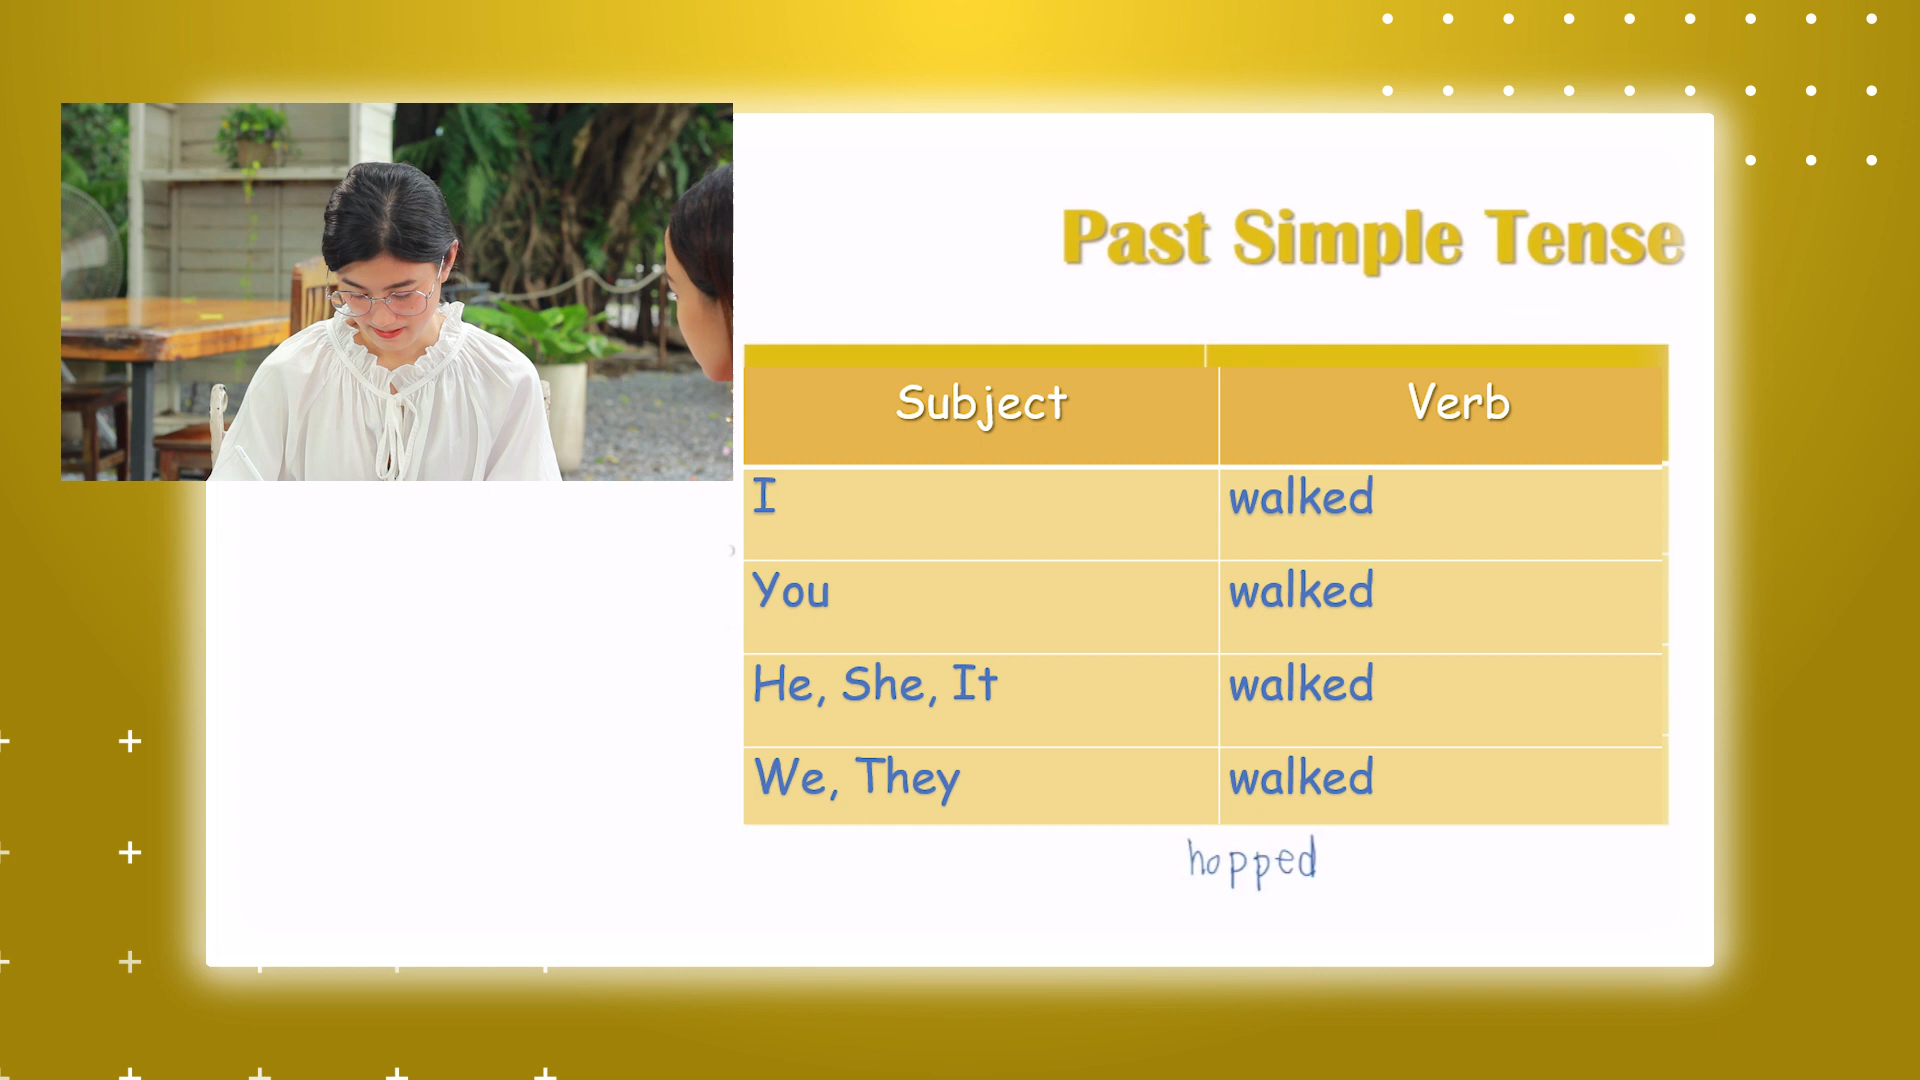 Past Simple Tense
Subject Verb
I walked
You walked
He, She, It walked
We, They walked
hopped